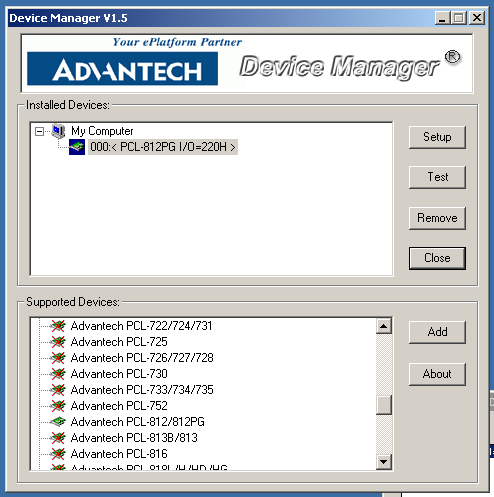 Device Manager V1.5
Your ePlatform Partner
ADVANTECH Device Manager ®
Installed Devices:
My Computer
000:< PCL-812PG I/O=220H >
Setup
Test
Remove
Close
Supported Devices:
Advantech PCL-722/724/731
Advantech PCL-725
Advantech PCL-726/727/728
Advantech PCL-730
Advantech PCL-733/734/735
Advantech PCL-752
Advantech PCL-812/812PG
Advantech PCL-813B/813
Advantech PCL-816
Advantech PCL-818L/H/HD/HG
Add
About